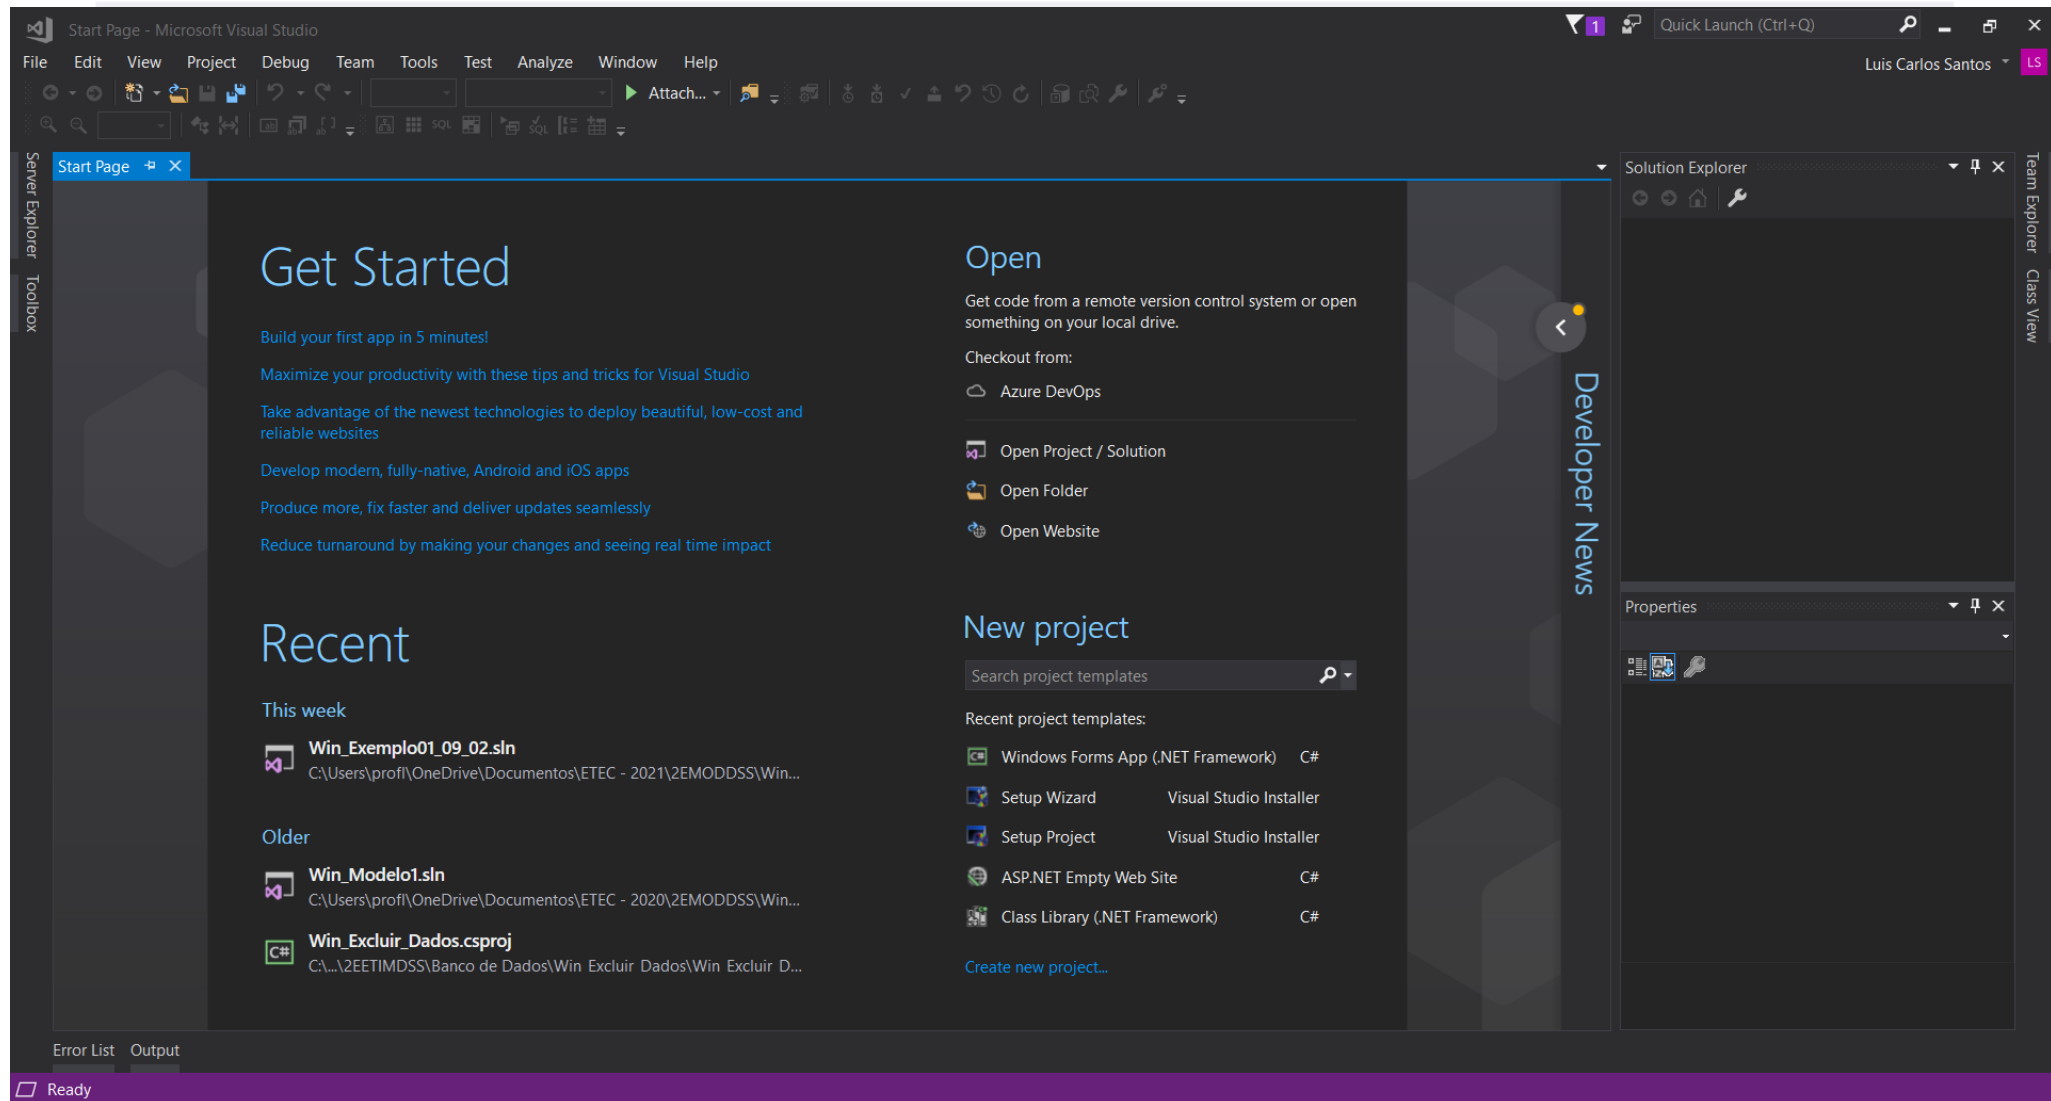 Start Page - Microsoft Visual Studio
1
Quick Launch (Ctrl+Q)
File Edit View Project Debug Team Tools Test Analyze Window Help
Luis Carlos Santos LS
Attach...
SQL
SQL
Server Explorer
Toolbox
Start Page
Get Started
Build your first app in 5 minutes!
Maximize your productivity with these tips and tricks for Visual Studio
Take advantage of the newest technologies to deploy beautiful, low-cost and
reliable websites
Develop modern, fully-native, Android and iOS apps
Produce more, fix faster and deliver updates seamlessly
Reduce turnaround by making your changes and seeing real time impact
Recent
This week
Win_Exemplo01_09_02.sln
C:\Users\profl\OneDrive\Documentos\ETEC - 2021\2EMODDSS\Win...
Older
Win_Modelo1.sln
C:\Users\profl\OneDrive\Documentos\ETEC - 2020\2EMODDSS\Win...
C#
Win_Excluir_Dados.csproj
C:\...\2EETIMDSS\Banco de Dados\Win Excluir Dados\Win Excluir D...
Open
Get code from a remote version control system or open
something on your local drive.
Checkout from:
Azure DevOps
Open Project / Solution
Open Folder
Open Website
New project
Search project templates
Recent project templates:
Windows Forms App (.NET Framework) C#
Setup Wizard Visual Studio Installer
Setup Project Visual Studio Installer
ASP.NET Empty Web Site C#
Class Library (.NET Framework) C#
Create new project...
Developer News
Solution Explorer
Properties
Team Explorer
Class View
Error List Output
Ready